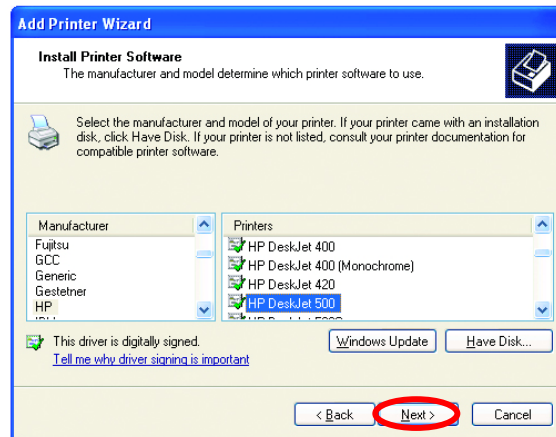 Add Printer Wizard
Install Printer Software
The manufacturer and model determine which printer software to use.
Select the manufacturer and model of your printer. If your printer came with an installation
disk, click Have Disk. If your printer is not listed, consult your printer documentation for
compatible printer software.
Manufacturer
Fujitsu
GCC
Generic
Gestetner
HP
Printers
HP DeskJet 400
HP DeskJet 400 (Monochrome)
HP DeskJet 420
HP DeskJet 500
This driver is digitally signed.
Tell me why driver signing is important
Windows Update
Have Disk...
< Back
Next >
Cancel